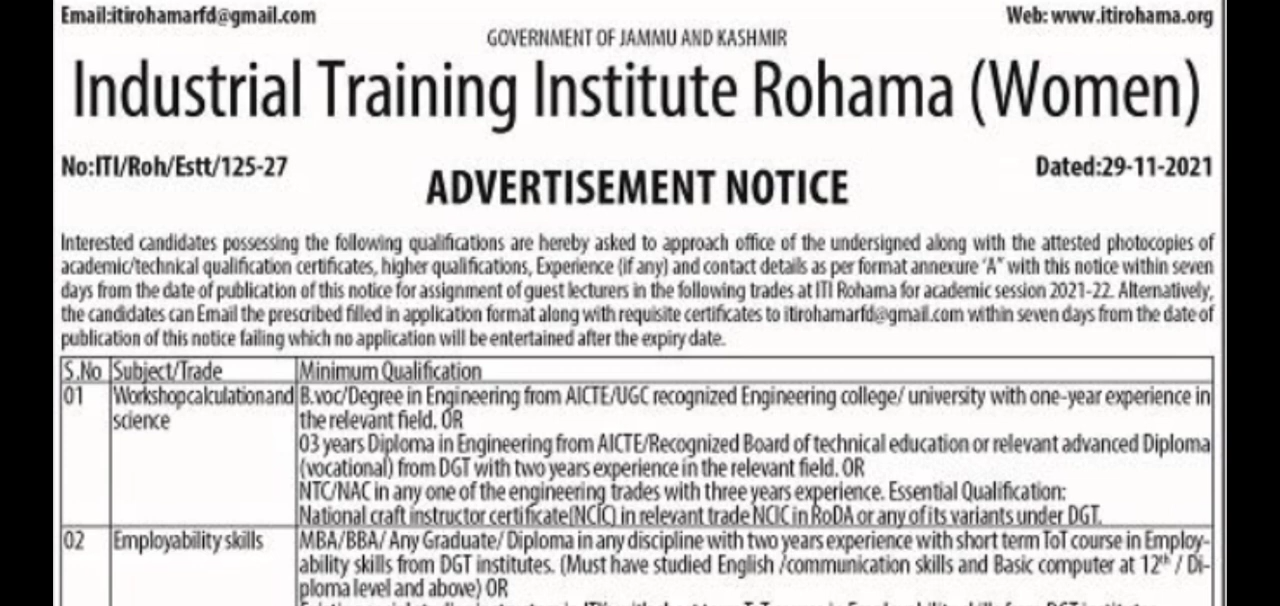 Email:itirohamarfd@gmail.com Web: www.itirohama.org
GOVERNMENT OF JAMMU AND KASHMIR
Industrial Training Institute Rohama (Women)
No:ITI/Roh/Estt/125-27 Dated:29-11-2021
ADVERTISEMENT NOTICE
Interested candidates possessing the following qualifications are hereby asked to approach office of the undersigned along with the attested photocopies of
academic/technical qualification certificates, higher qualifications, Experience (if any) and contact details as per format annexure "A" with this notice within seven
days from the date of publication of this notice for assignment of guest lecturers in the following trades at ITI Rohama for academic session 2021-22. Alternatively,
the candidates can Email the prescribed filled in application format along with requisite certificates to itirohamarfd@gmail.com within seven days from the date of
publication of this notice failing which no application will be entertained after the expiry date.
S.No Subject/Trade Minimum Qualification
01 Workshop calculation and B.voc/Degree in Engineering from AICTE/UGC recognized Engineering college/ university with one-year experience in
science the relevant field. OR
03 years Diploma in Engineering from AICTE/Recognized Board of technical education or relevant advanced Diploma
(vocational) from DGT with two years experience in the relevant field. OR
NTC/NAC in any one of the engineering trades with three years experience. Essential Qualification:
National craft instructor certificate(NCIC) in relevant trade NCIC in RoDA or any of its variants under DGT.
02 Employability skills MBA/BBA/ Any Graduate/ Diploma in any discipline with two years experience with short term ToT course in Employ-
ability skills from DGT institutes. (Must have studied English /communication skills and Basic computer at 12th / Di-
ploma level and above) OR